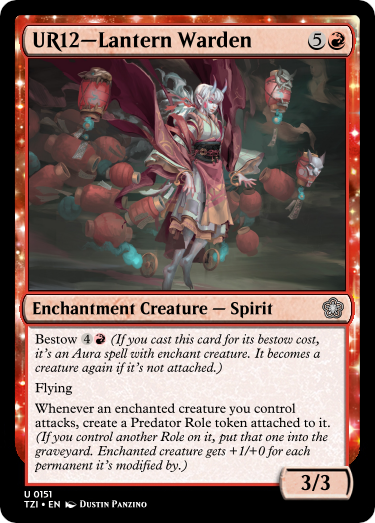 UR12—Lantern Warden 5
Enchantment Creature — Spirit
Bestow 4 (If you cast this card for its bestow cost,
it's an Aura spell with enchant creature. It becomes a
creature again if it's not attached.)
Flying
Whenever an enchanted creature you control
attacks, create a Predator Role token attached to it.
(If you control another Role on it, put that one into the
graveyard. Enchanted creature gets +1/+0 for each
permanent it's modified by.)
3/3
U 0151
TZI • EN Dustin Panzino